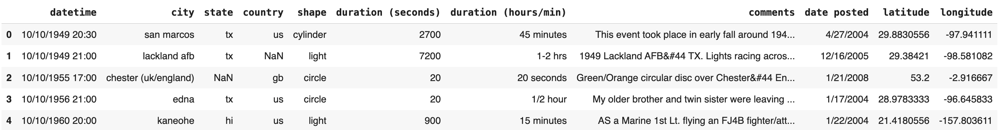 datetime city state country shape duration (seconds) duration (hours/min) comments date posted latitude longitude
0 10/10/1949 20:30 san marcos tx us cylinder 2700 45 minutes This event took place in early fall around 194... 4/27/2004 29.8830556 -97.941111
1 10/10/1949 21:00 lackland afb tx NaN light 7200 1-2 hrs 1949 Lackland AFB&#44 TX. Lights racing acros... 12/16/2005 29.38421 -98.581082
2 10/10/1955 17:00 chester (uk/england) NaN gb circle 20 20 seconds Green/Orange circular disc over Chester&#44 En... 1/21/2008 53.2 -2.916667
3 10/10/1956 21:00 edna tx us circle 20 1/2 hour My older brother and twin sister were leaving ... 1/17/2004 28.9783333 -96.645833
4 10/10/1960 20:00 kaneohe hi us light 900 15 minutes AS a Marine 1st Lt. flying an FJ4B fighter/att... 1/22/2004 21.4180556 -157.803611